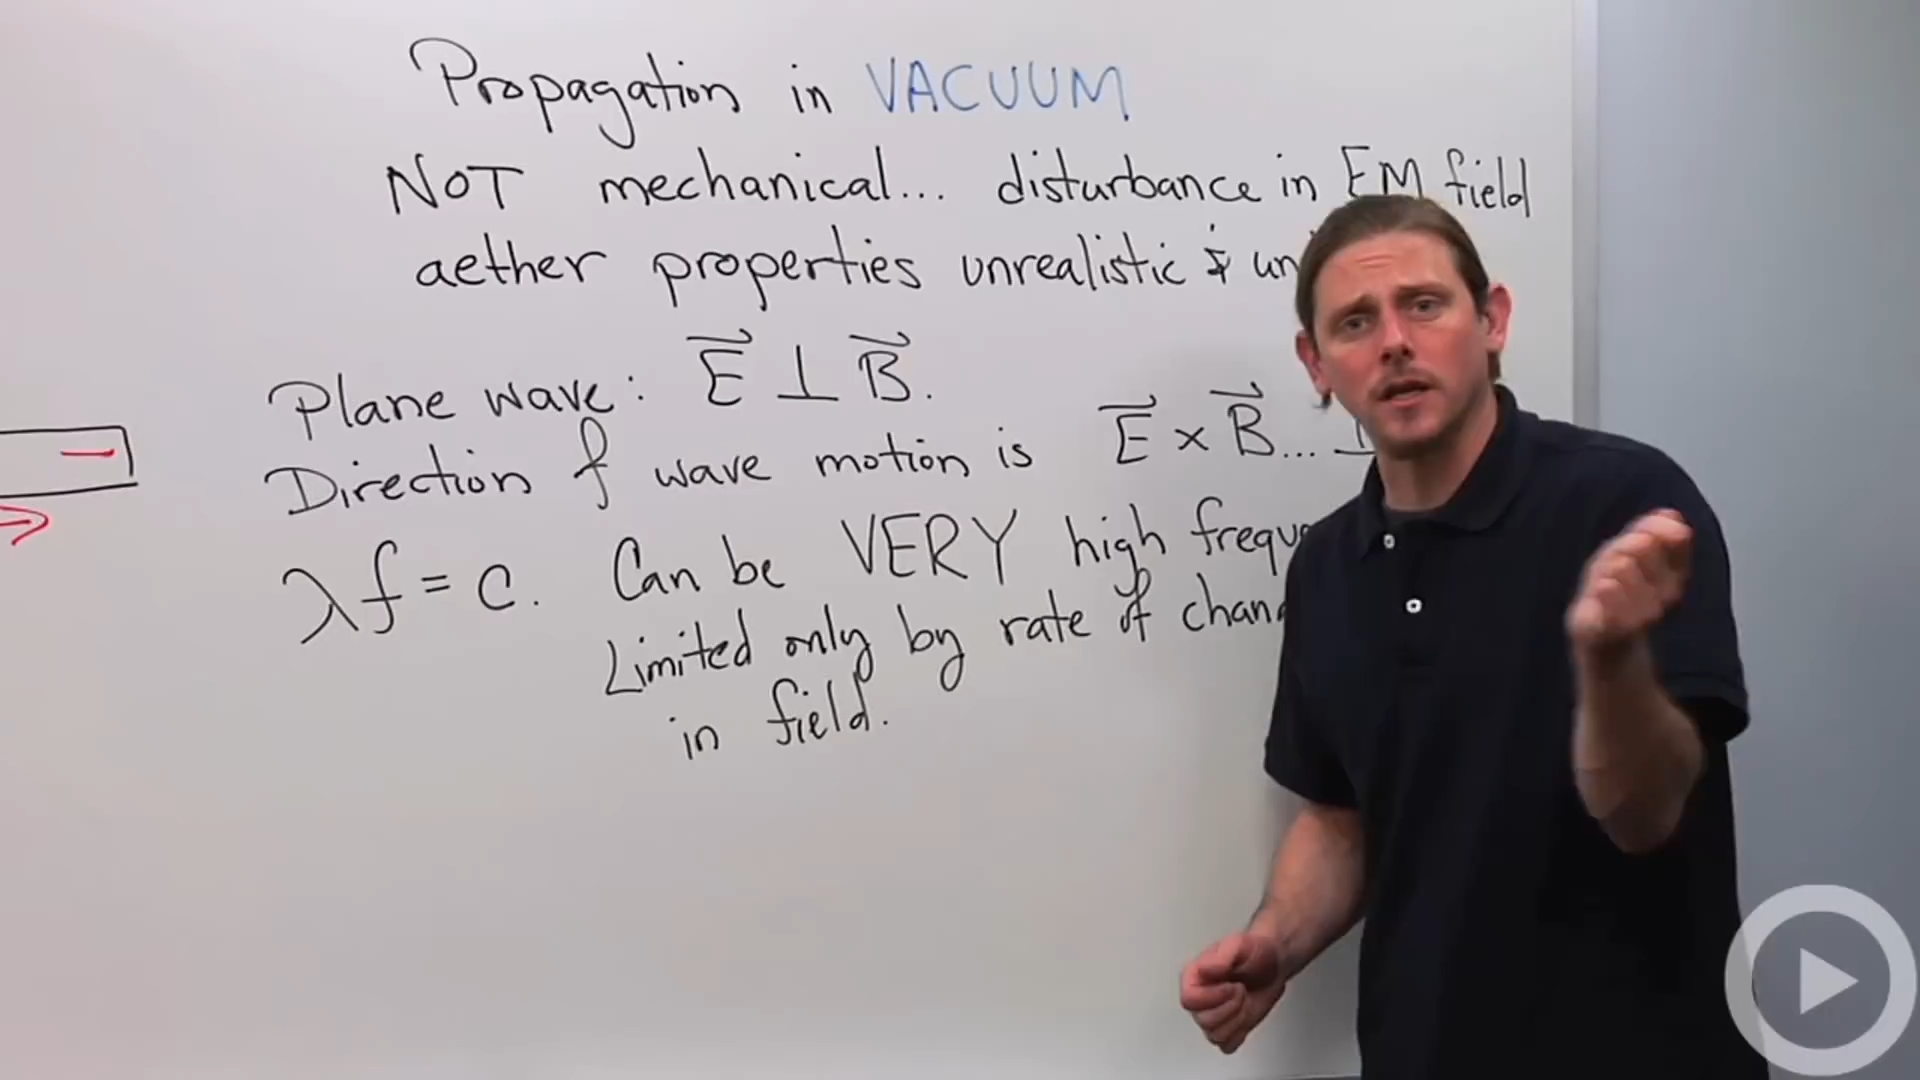 Propagation in VACUUM
NOT mechanical... disturbance in EM field
aether properties unrealistic &
Plane wave: E⃗ ⊥ B⃗.
Direction of wave motion is E⃗ × B⃗...
λf = c. Can be VERY high
Limited only by rate of
in field.